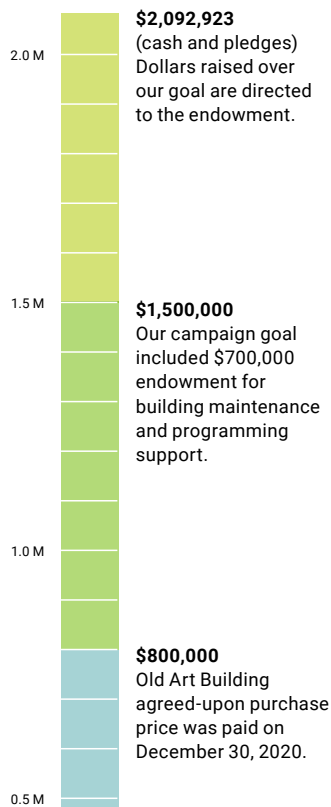 $2,092,923
(cash and pledges)
Dollars raised over
our goal are directed
to the endowment.
2.0 M
1.5 M
$1,500,000
Our campaign goal
included $700,000
endowment for
building maintenance
and programming
support.
1.0 M
$800,000
Old Art Building
agreed-upon purchase
price was paid on
December 30, 2020.
0.5 M